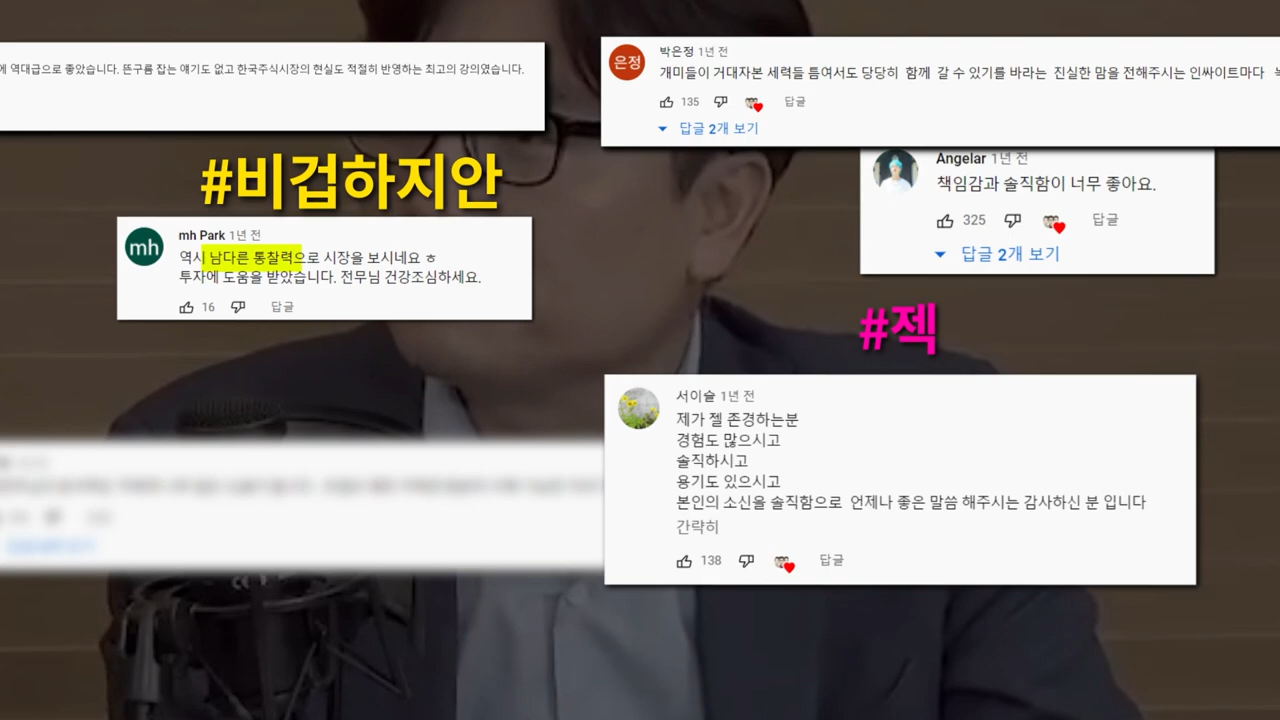 에 역대급으로 좋았습니다. 뜬구름 잡는 얘기도 없고 한국주식시장의 현실도 적절히 반영하는 최고의 강의였습니다.
#비겁하지안
mh
mh Park 1년 전
역시 남다른 통찰력으로 시장을 보시네요 ㅎ
투자에 도움을 받았습니다. 전무님 건강조심하세요.
16 답글
은정
박은정 1년 전
개미들이 거대자본 세력들 틈여서도 당당히 함께 갈 수 있기를 바라는 진실한 맘을 전해주시는 인싸이트마다
135 답글
답글 2개 보기
Angelar 1년 전
책임감과 솔직함이 너무 좋아요.
325 답글
답글 2개 보기
#젝
서이슬 1년 전
제가 젤 존경하는분
경험도 많으시고
솔직하시고
용기도 있으시고
본인의 소신을 솔직함으로 언제나 좋은 말씀 해주시는 감사하신 분 입니다
간략히
138 답글